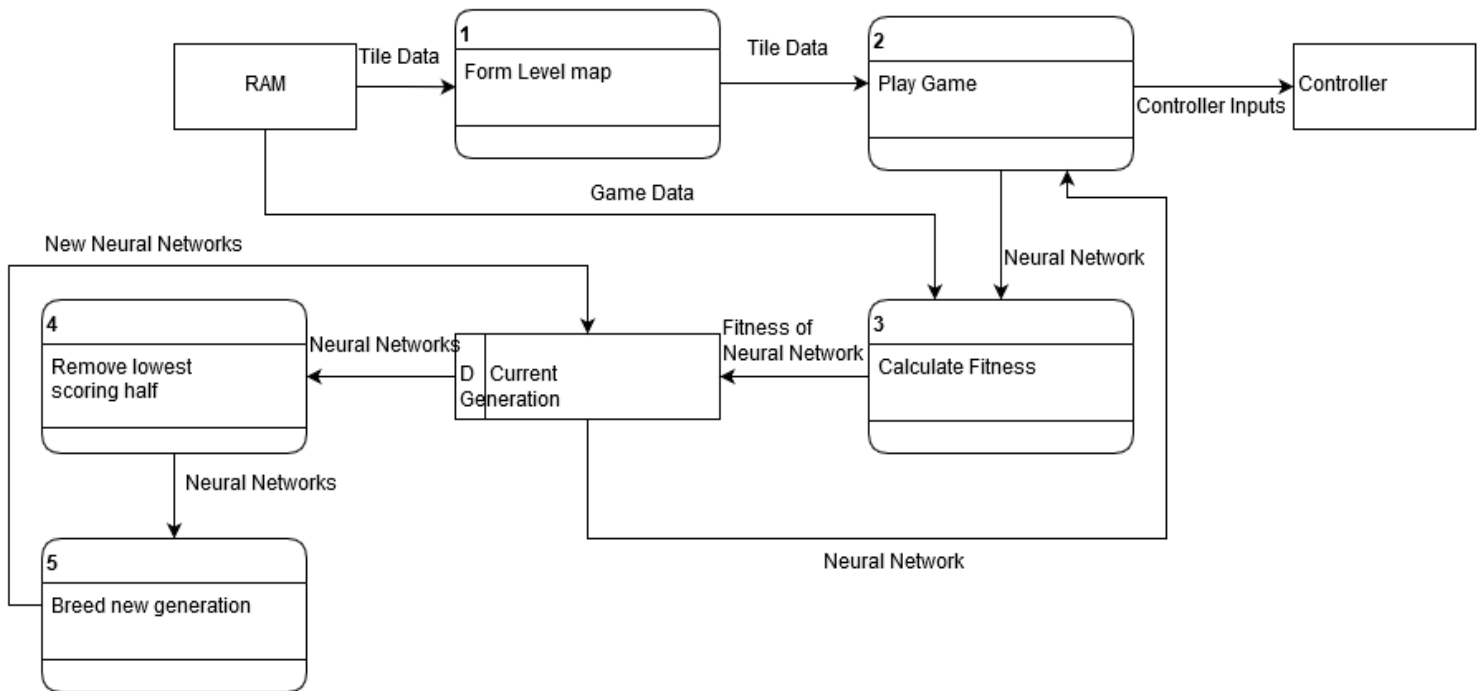 1
2
Tile Data
Tile Data
RAM
Form Level map
Play Game
Controller
Controller Inputs
Game Data
New Neural Networks
Neural Network
4
3
Neural Networks
Fitness of
Neural Network
Remove lowest
scoring half
D
Current
Generation
Calculate Fitness
Neural Networks
5
Neural Network
Breed new generation